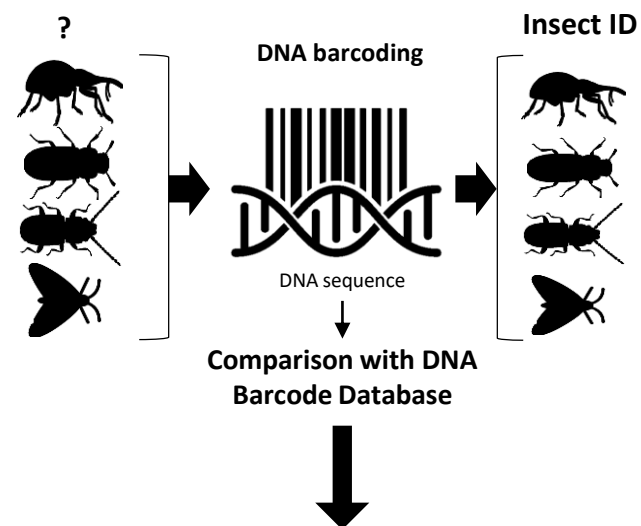 ?
Insect ID
DNA barcoding
DNA sequence
Comparison with DNA
Barcode Database